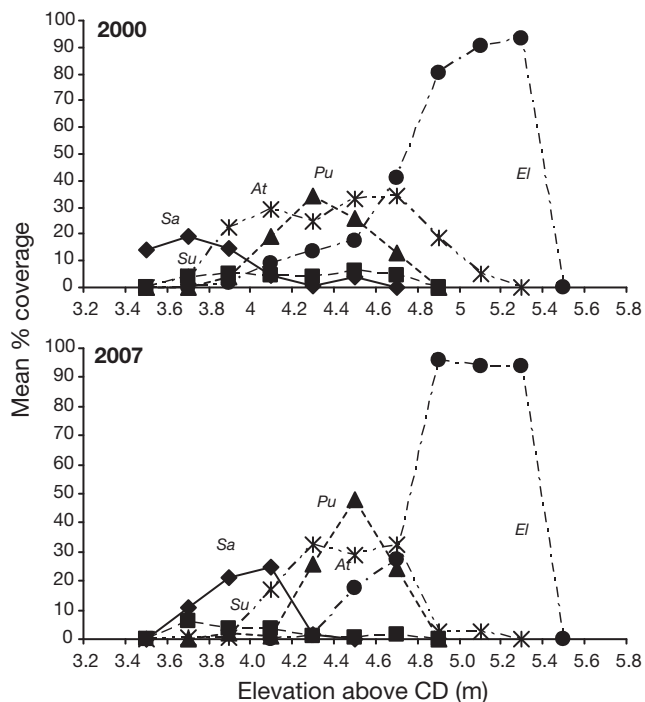 2000
100
90
80
70
60
50
40
30
20
10
0
Sa
Su
At
Pu
El
3.2 3.4 3.6 3.8 4 4.2 4.4 4.6 4.8 5 5.2 5.4 5.6 5.8
Mean % coverage
2007
100
90
80
70
60
50
40
30
20
10
0
Sa
Su
Pu
At
El
3.2 3.4 3.6 3.8 4.0 4.2 4.4 4.6 4.8 5.0 5.2 5.4 5.6 5.8
Elevation above CD (m)